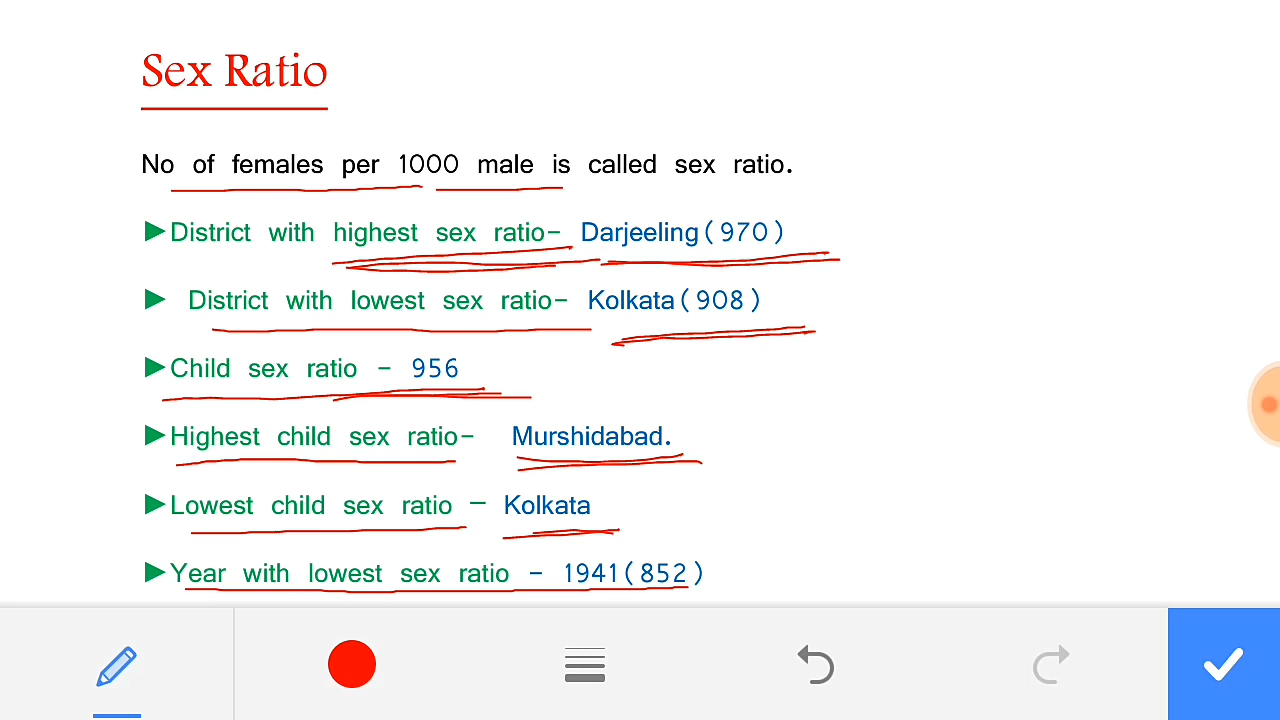 Sex Ratio
No of females per 1000 male is called sex ratio.
►District with highest sex ratio- Darjeeling(970)
► District with lowest sex ratio- Kolkata(908)
►Child sex ratio - 956
►Highest child sex ratio- Murshidabad.
►Lowest child sex ratio - Kolkata
►Year with lowest sex ratio - 1941(852)